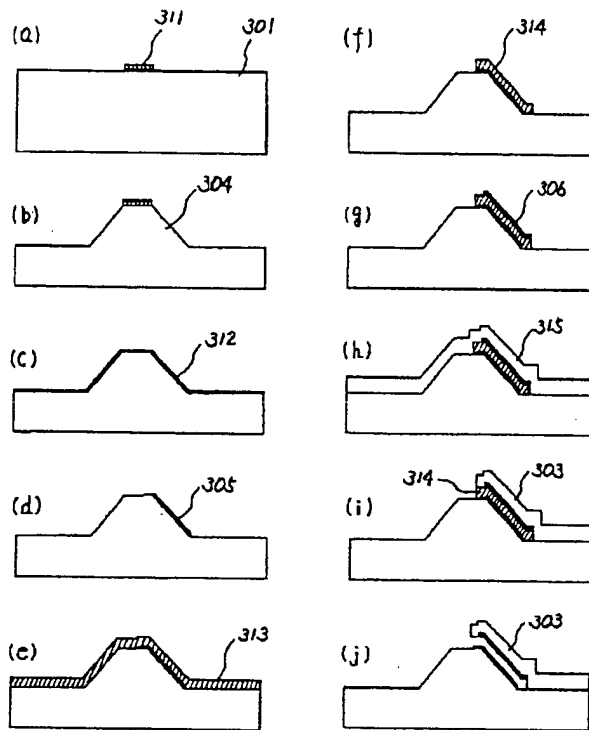 (a) 311 301
(b) 304
(c) 312
(d) 305
(e) 313
(f) 314
(g) 306
(h) 315
(i) 314 303
(j) 303